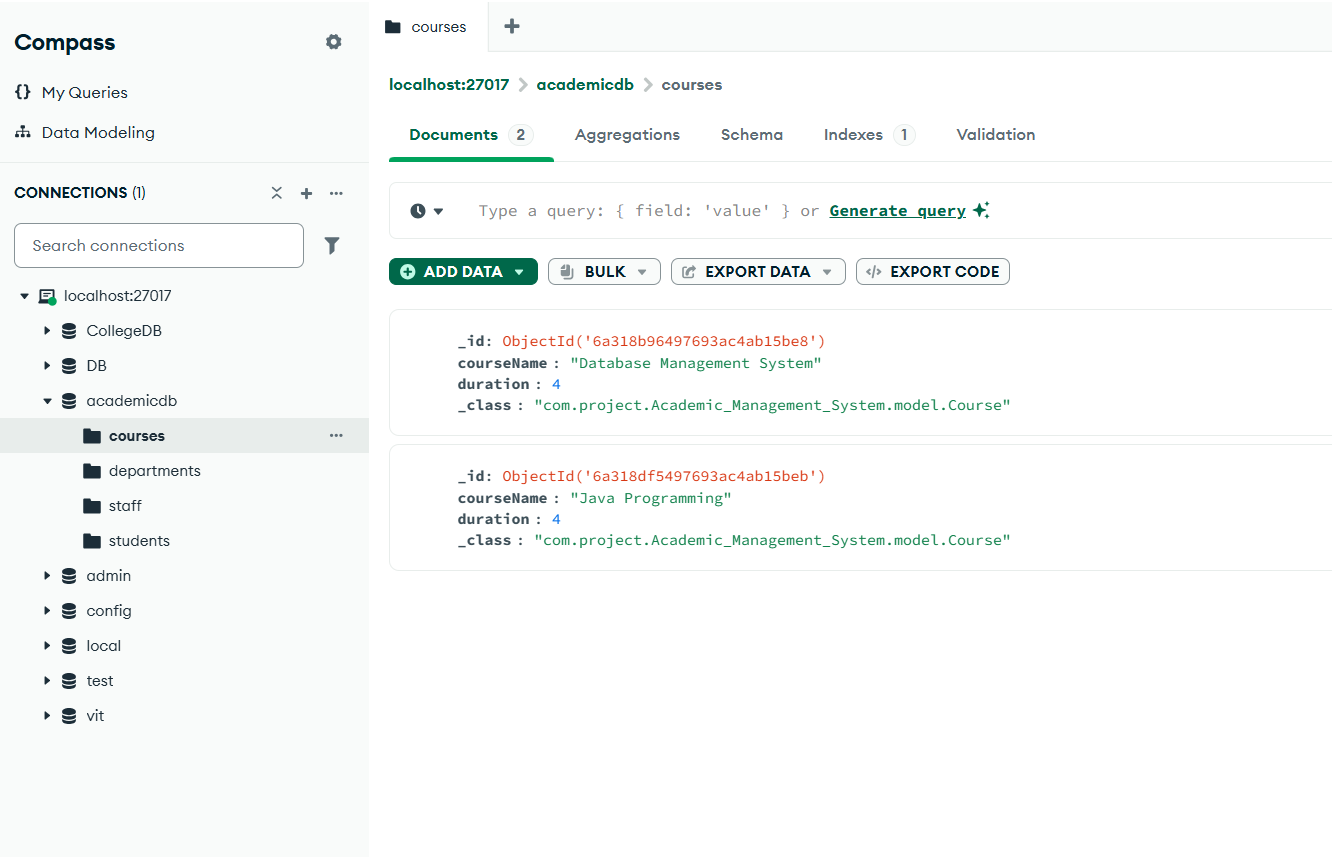 Compass
My Queries
Data Modeling
CONNECTIONS (1)
Search connections
localhost:27017
CollegeDB
DB
academicdb
courses
departments
staff
students
admin
config
local
test
vit
courses
localhost:27017 > academicdb > courses
Documents 2 Aggregations Schema Indexes 1 Validation
Type a query: { field: 'value' } or Generate query
ADD DATA BULK EXPORT DATA EXPORT CODE
_id: ObjectId('6a318b96497693ac4ab15be8')
courseName : "Database Management System"
duration : 4
_class : "com.project.Academic_Management_System.model.Course"
_id: ObjectId('6a318df5497693ac4ab15beb')
courseName : "Java Programming"
duration : 4
_class : "com.project.Academic_Management_System.model.Course"